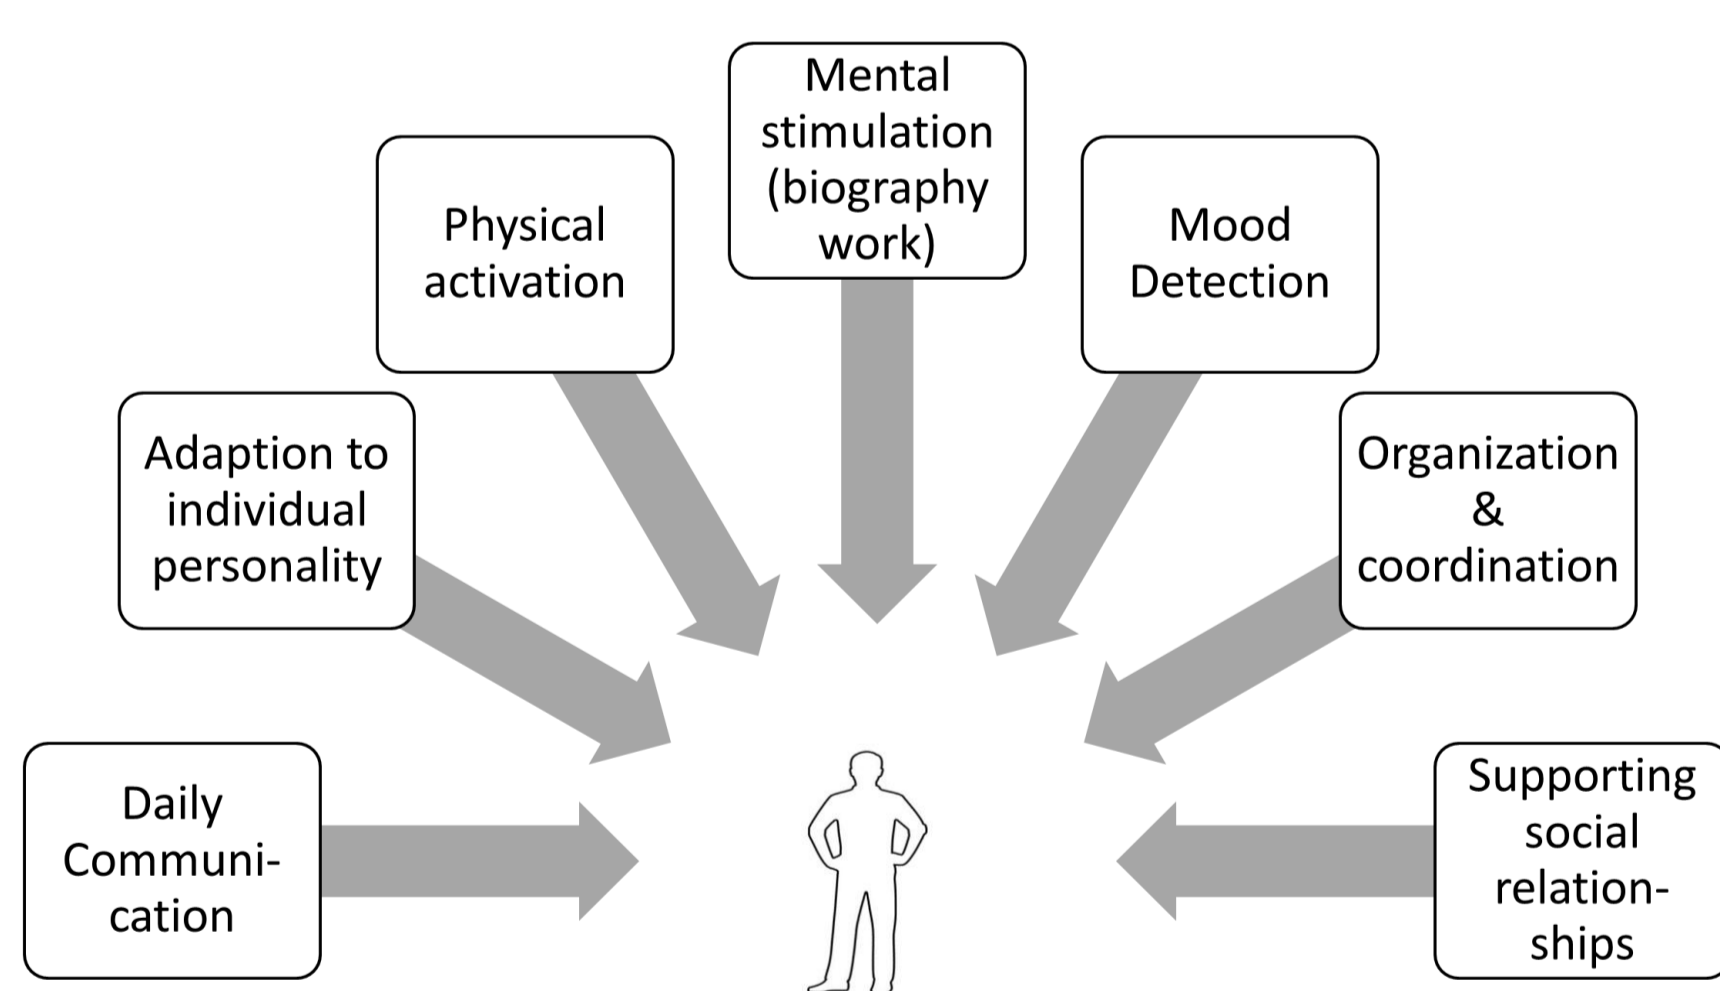 Mental
stimulation
(biography
work)
Physical
activation
Mood
Detection
Adaption to
individual
personality
Organization
&
coordination
Daily
Communi-
cation
Supporting
social
relation-
ships